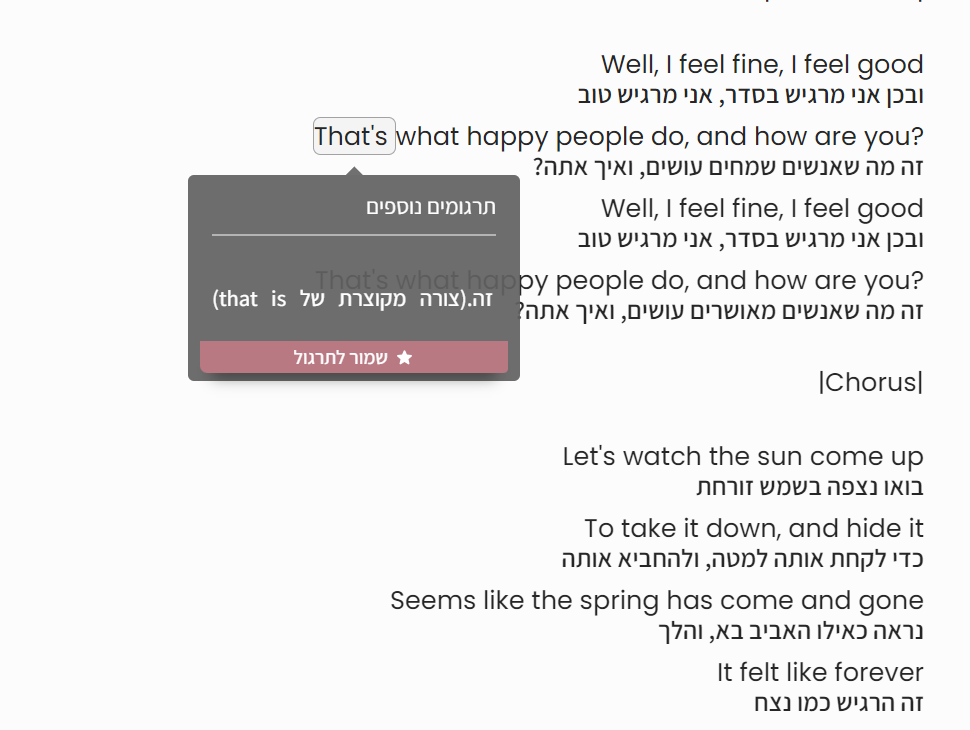 Well, I feel fine, I feel good
ובכן אני מרגיש בסדר, אני מרגיש טוב
That's what happy people do, and how are you?
זה מה שאנשים שמחים עושים, ואיך אתה?
תרגומים נוספים
זה.(צורה מקוצרת של that is)
שמור לתרגול
Well, I feel fine, I feel good
ובכן אני מרגיש בסדר, אני מרגיש טוב
That's what happy people do, and how are you?
זה מה שאנשים מאושרים עושים, ואיך אתה?
|Chorus|
Let's watch the sun come up
בואו נצפה בשמש זורחת
To take it down, and hide it
כדי לקחת אותה למטה, ולהחביא אותה
Seems like the spring has come and gone
נראה כאילו האביב בא, והלך
It felt like forever
זה הרגיש כמו נצח